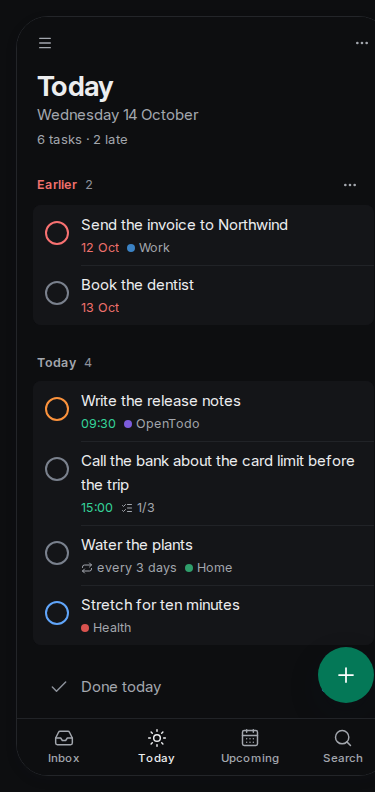 Today
Wednesday 14 October
6 tasks · 2 late
Earlier 2
Send the invoice to Northwind
12 Oct Work
Book the dentist
13 Oct
Today 4
Write the release notes
09:30 OpenTodo
Call the bank about the card limit before
the trip
15:00 1/3
Water the plants
every 3 days Home
Stretch for ten minutes
Health
Done today
Inbox Today Upcoming Search